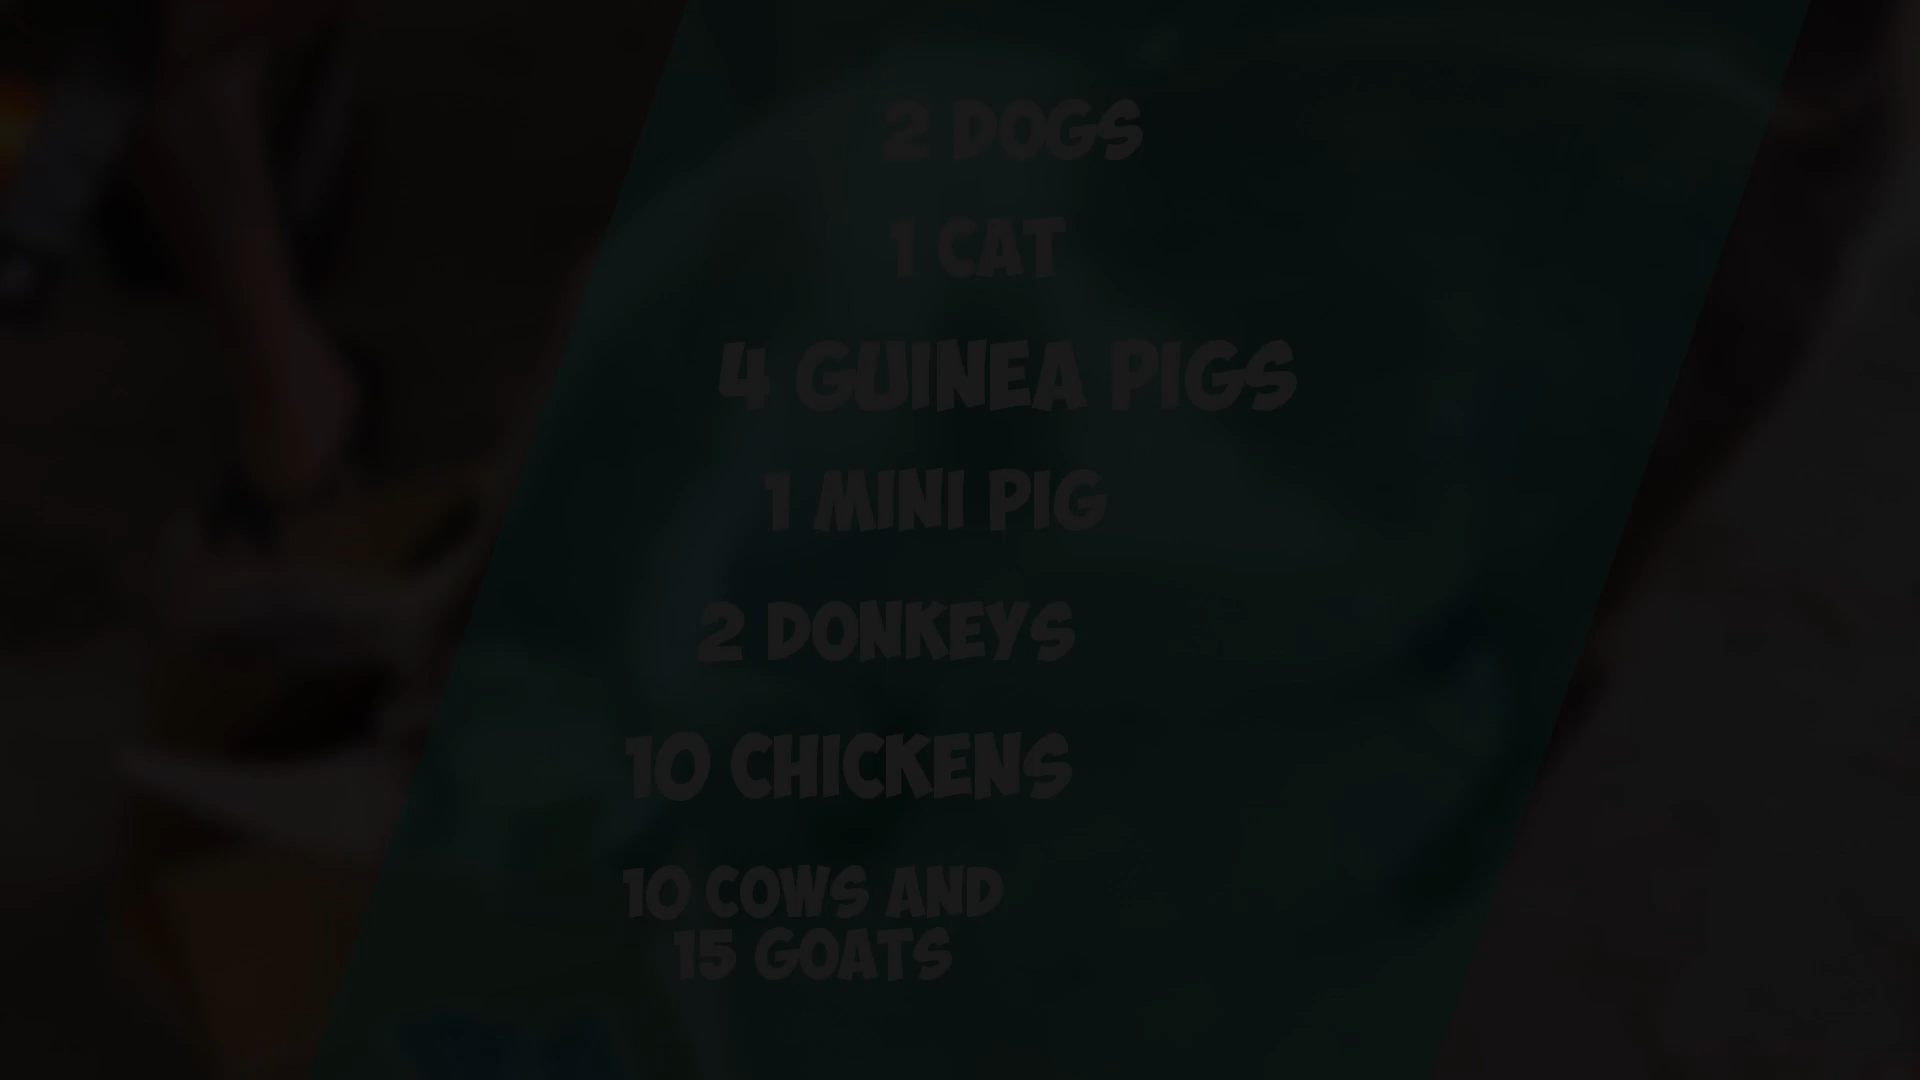 2 DOGS
1 CAT
4 GUINEA PIGS
1 MINI PIG
2 DONKEYS
10 CHICKENS
10 COWS AND
15 GOATS